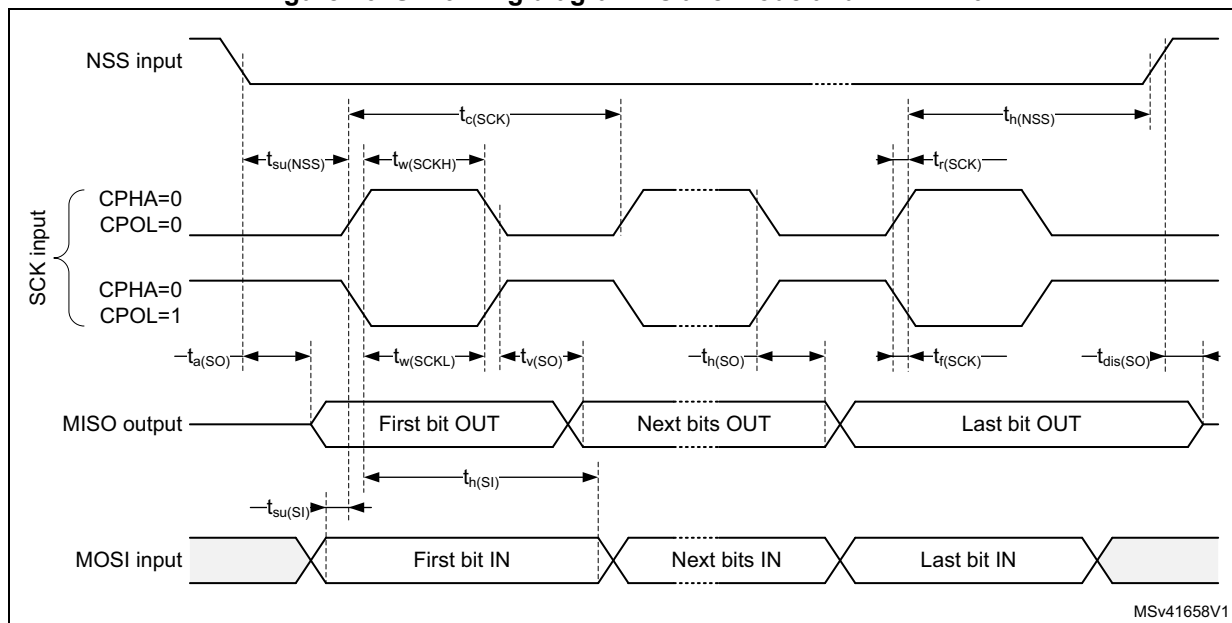 NSS input
tc(SCK)
th(NSS)
tsu(NSS)
tw(SCKH)
tr(SCK)
SCK input
CPHA=0
CPOL=0
CPHA=0
CPOL=1
ta(SO)
tw(SCKL)
tv(SO)
th(SO)
tf(SCK)
tdis(SO)
MISO output
First bit OUT
Next bits OUT
Last bit OUT
th(SI)
tsu(SI)
MOSI input
First bit IN
Next bits IN
Last bit IN
MSv41658V1